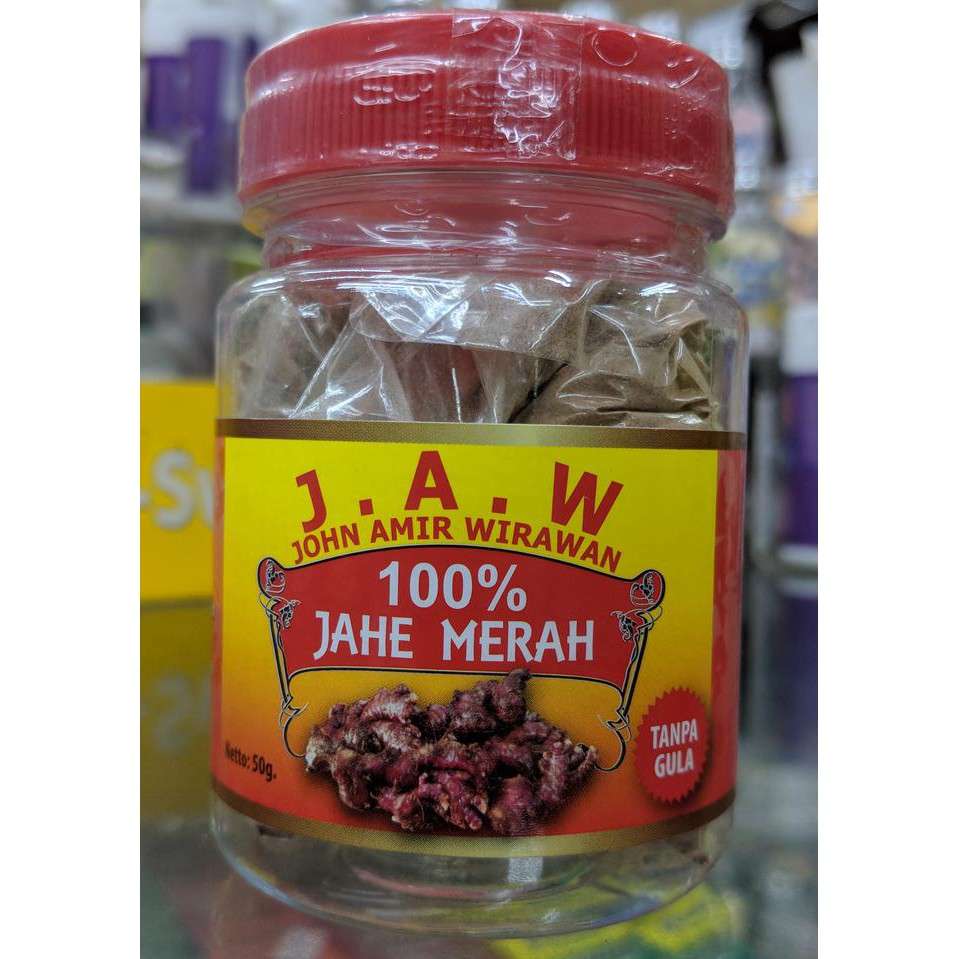 J . A . W
JOHN AMIR WIRAWAN
100%
JAHE MERAH
TANPA
GULA
Netto: 50g.